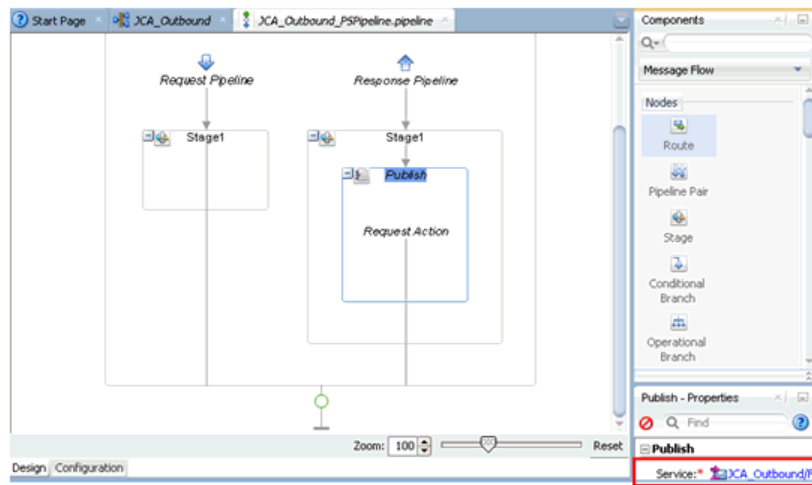 Start Page
JCA_Outbound
JCA_Outbound_PSPipeline.pipeline
Request Pipeline
Response Pipeline
Stage1
Stage1
Publish
Request Action
Zoom: 100
Reset
Design
Configuration
Components
Message Flow
Nodes
Route
Pipeline Pair
Stage
Conditional
Branch
Operational
Branch
Publish - Properties
Find
Publish
Service:* JCA_Outbound/